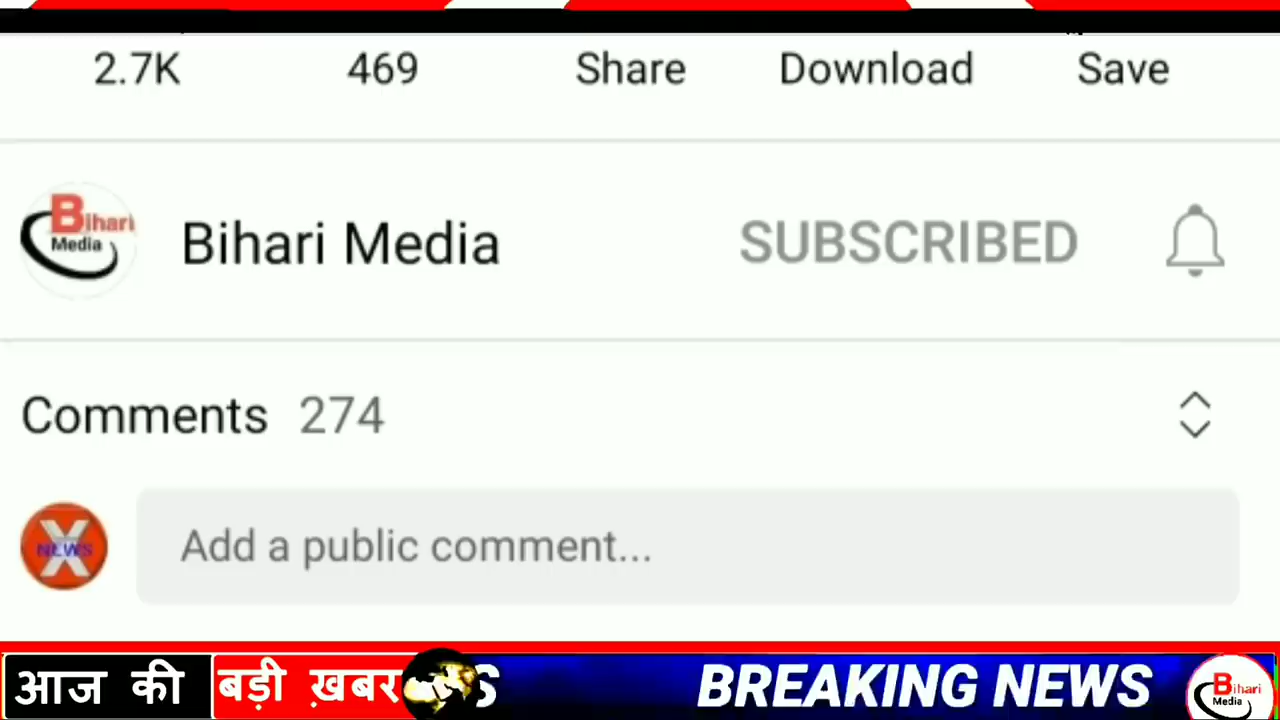 2.7K 469 Share Download Save
Bihari Media
Bihari Media SUBSCRIBED
Comments 274
X NEWS
Add a public comment...
आज की बड़ी ख़बर S BREAKING NEWS
Bihari Media